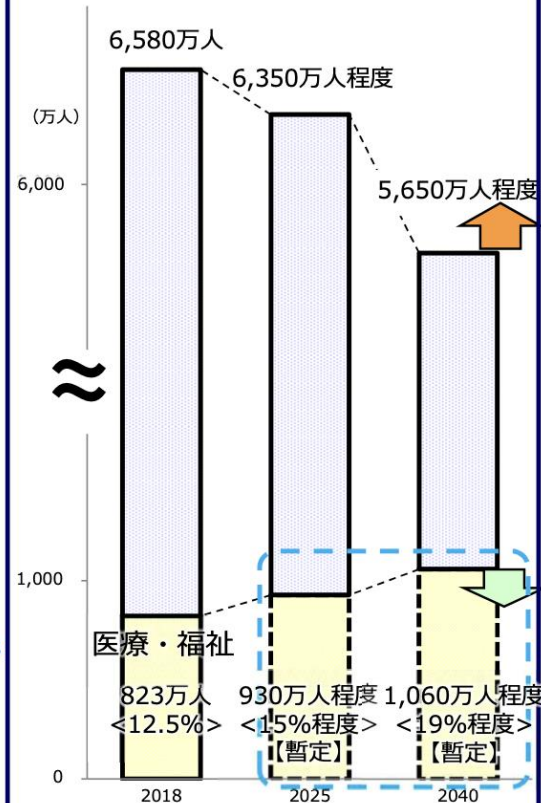 6,580万人
6,350万人程度
(万人)
6,000
5,650万人程度
≈
1,000
医療・福祉
823万人 930万人程度 1,060万人程度
<12.5%> <15%程度> <19%程度>
【暫定】 【暫定】
0
2018 2025 2040